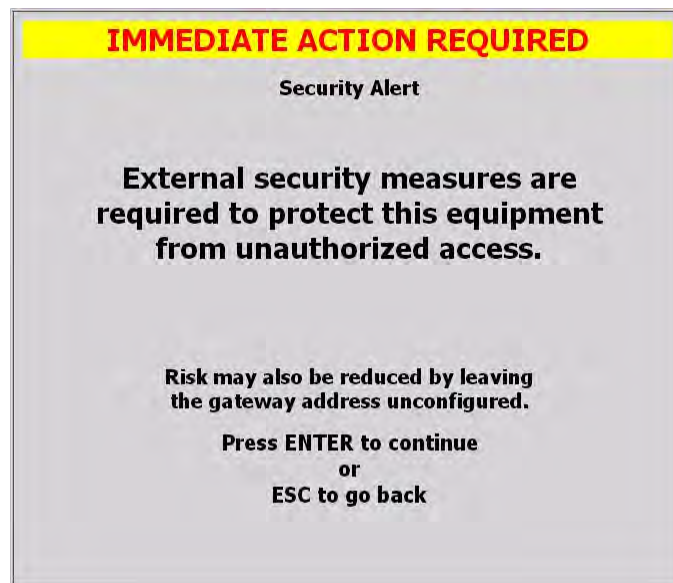 IMMEDIATE ACTION REQUIRED
Security Alert
External security measures are
required to protect this equipment
from unauthorized access.
Risk may also be reduced by leaving
the gateway address unconfigured.
Press ENTER to continue
or
ESC to go back